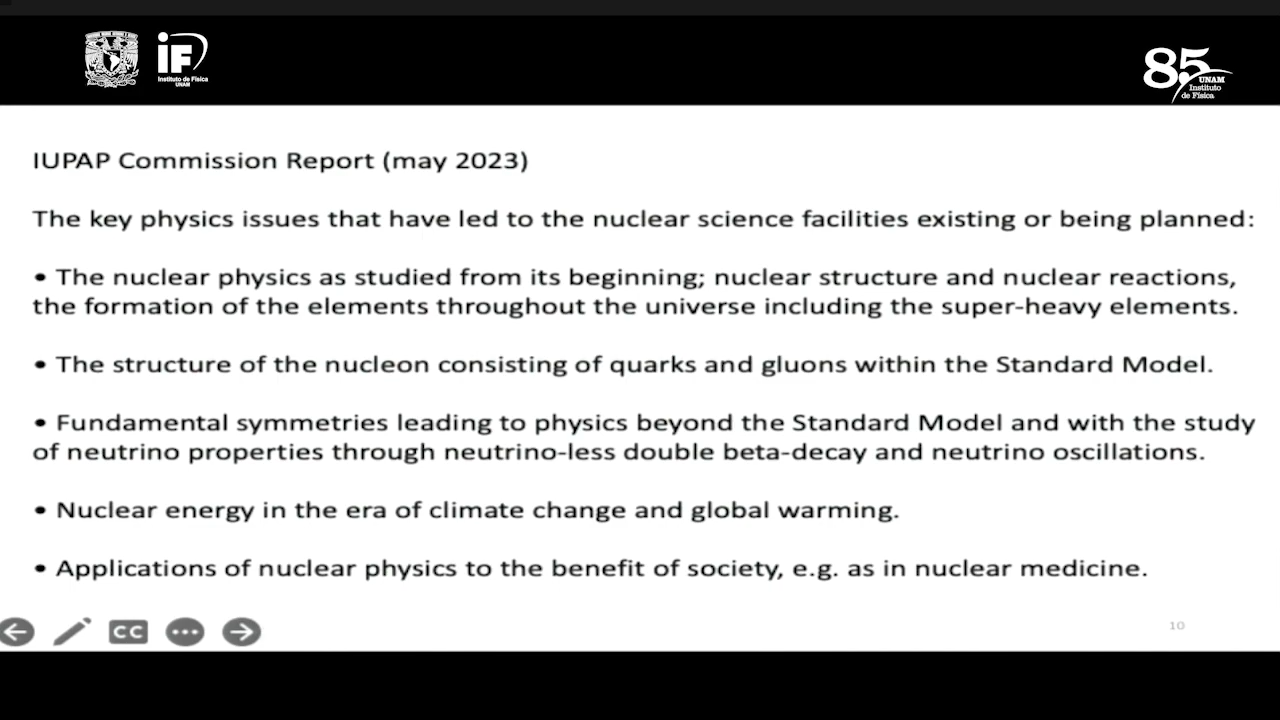 iF
Instituto de Física
UNAM
85
UNAM
Instituto
de Física
IUPAP Commission Report (may 2023)
The key physics issues that have led to the nuclear science facilities existing or being planned:
• The nuclear physics as studied from its beginning; nuclear structure and nuclear reactions,
the formation of the elements throughout the universe including the super-heavy elements.
• The structure of the nucleon consisting of quarks and gluons within the Standard Model.
• Fundamental symmetries leading to physics beyond the Standard Model and with the study
of neutrino properties through neutrino-less double beta-decay and neutrino oscillations.
• Nuclear energy in the era of climate change and global warming.
• Applications of nuclear physics to the benefit of society, e.g. as in nuclear medicine.
CC
10